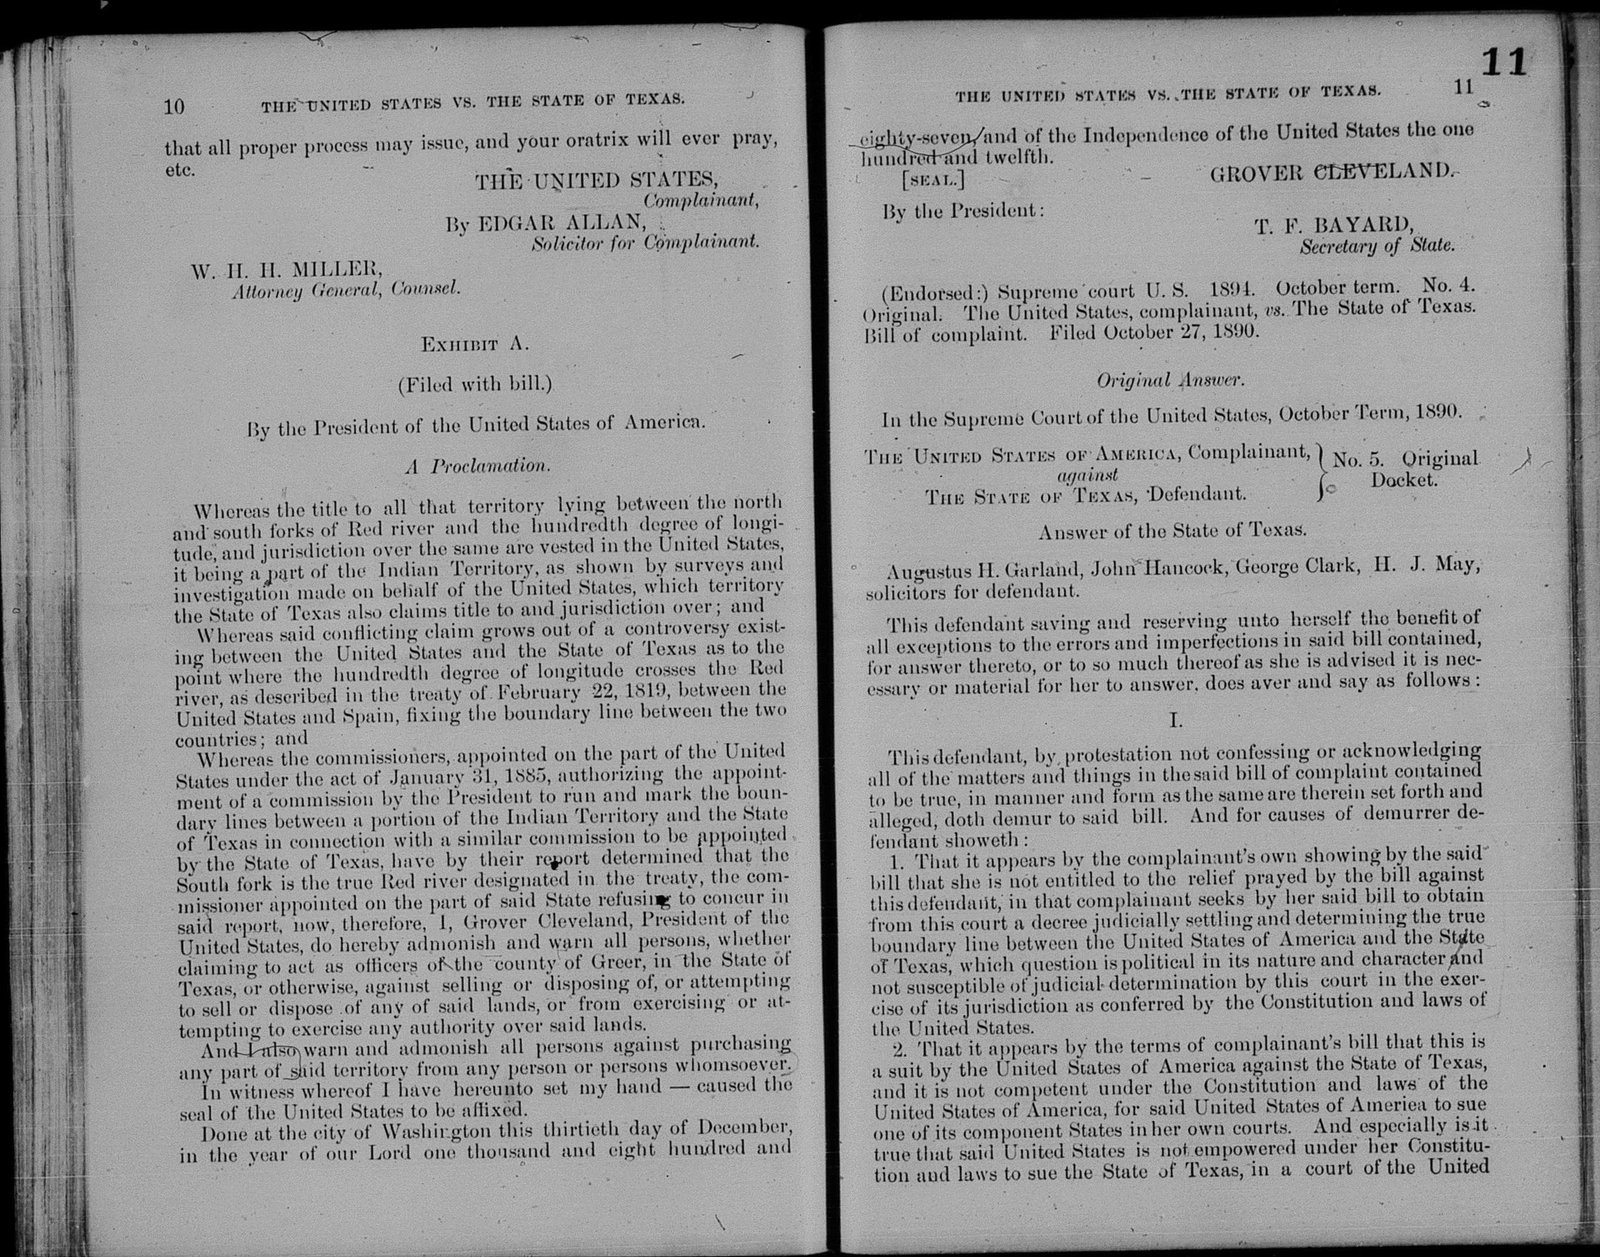 10 THE UNITED STATES VS. THE STATE OF TEXAS.
that all proper process may issue, and your oratrix will ever pray,
etc.
THE UNITED STATES,
Complainant,
By EDGAR ALLAN,
Solicitor for Complainant.
W. H. H. MILLER,
Attorney General, Counsel.
EXHIBIT A.
(Filed with bill.)
By the President of the United States of America.
A Proclamation.
Whereas the title to all that territory lying between the north
and south forks of Red river and the hundredth degree of longi-
tude, and jurisdiction over the same are vested in the United States,
it being a part of the Indian Territory, as shown by surveys and
investigation made on behalf of the United States, which territory
the State of Texas also claims title to and jurisdiction over; and
Whereas said conflicting claim grows out of a controversy exist-
ing between the United States and the State of Texas as to the
point where the hundredth degree of longitude crosses the Red
river, as described in the treaty of February 22, 1819, between the
United States and Spain, fixing the boundary line between the two
countries; and
Whereas the commissioners, appointed on the part of the United
States under the act of January 31, 1885, authorizing the appoint-
ment of a commission by the President to run and mark the boun-
dary lines between a portion of the Indian Territory and the State
of Texas in connection with a similar commission to be appointed
by the State of Texas, have by their report determined that the
South fork is the true Red river designated in the treaty, the com-
missioner appointed on the part of said State refusing to concur in
said report, now, therefore, I, Grover Cleveland, President of the
United States, do hereby admonish and warn all persons, whether
claiming to act as officers of the county of Greer, in the State of
Texas, or otherwise, against selling or disposing of, or attempting
to sell or dispose of any of said lands, or from exercising or at-
tempting to exercise any authority over said lands.
And I also warn and admonish all persons against purchasing
any part of said territory from any person or persons whomsoever.
In witness whereof I have hereunto set my hand — caused the
seal of the United States to be affixed.
Done at the city of Washington this thirtieth day of December,
in the year of our Lord one thousand and eight hundred and
11
THE UNITED STATES VS. THE STATE OF TEXAS. 11
eighty-seven, and of the Independence of the United States the one
hundred and twelfth.
[SEAL.] GROVER CLEVELAND.
By the President:
T. F. BAYARD,
Secretary of State.
(Endorsed:) Supreme court U. S. 1894. October term. No. 4.
Original. The United States, complainant, vs. The State of Texas.
Bill of complaint. Filed October 27, 1890.
Original Answer.
In the Supreme Court of the United States, October Term, 1890.
THE UNITED STATES OF AMERICA, Complainant,
against
THE STATE OF TEXAS, Defendant.
No. 5. Original
Docket.
Answer of the State of Texas.
Augustus H. Garland, John Hancock, George Clark, H. J. May,
solicitors for defendant.
This defendant saving and reserving unto herself the benefit of
all exceptions to the errors and imperfections in said bill contained,
for answer thereto, or to so much thereof as she is advised it is nec-
essary or material for her to answer, does aver and say as follows:
I.
This defendant, by protestation not confessing or acknowledging
all of the matters and things in the said bill of complaint contained
to be true, in manner and form as the same are therein set forth and
alleged, doth demur to said bill. And for causes of demurrer de-
fendant showeth:
1. That it appears by the complainant's own showing by the said
bill that she is not entitled to the relief prayed by the bill against
this defendant, in that complainant seeks by her said bill to obtain
from this court a decree judicially settling and determining the true
boundary line between the United States of America and the State
of Texas, which question is political in its nature and character and
not susceptible of judicial determination by this court in the exer-
cise of its jurisdiction as conferred by the Constitution and laws of
the United States.
2. That it appears by the terms of complainant's bill that this is
a suit by the United States of America against the State of Texas,
and it is not competent under the Constitution and laws of the
United States of America, for said United States of America to sue
one of its component States in her own courts. And especially is it
true that said United States is not empowered under her Constitu-
tion and laws to sue the State of Texas, in a court of the United